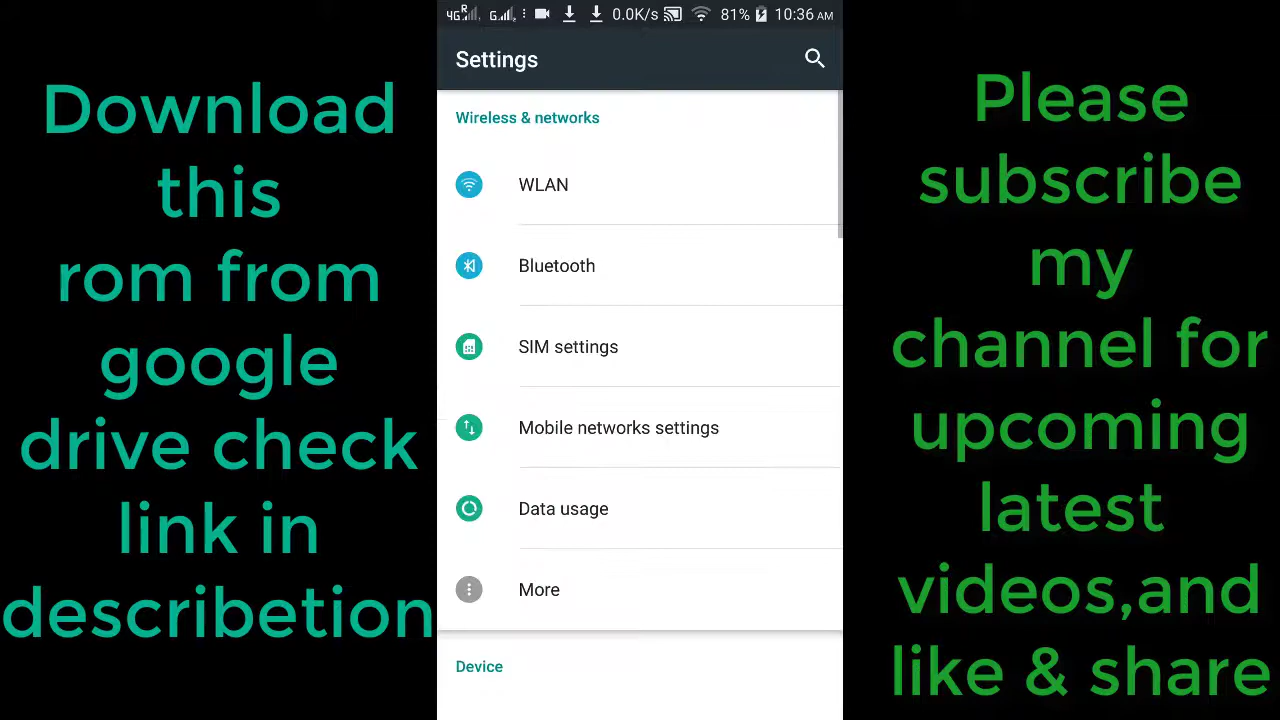 Download
this
rom from
google
drive check
link in
describetion
4G R G 0.0K/s 81% 10:36 AM
Settings
Wireless & networks
WLAN
Bluetooth
SIM settings
Mobile networks settings
Data usage
More
Device
Please
subscribe
my
channel for
upcoming
latest
videos,and
like & share